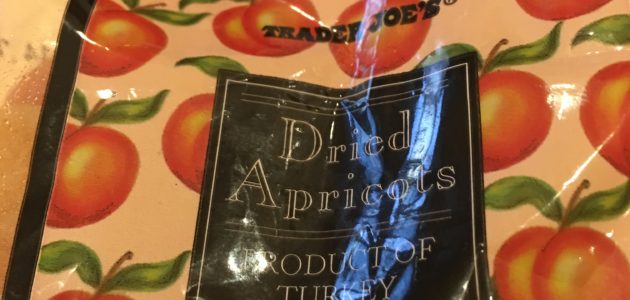 TRADER JOE'S®
Dried
Apricots
PRODUCT OF
TURKEY